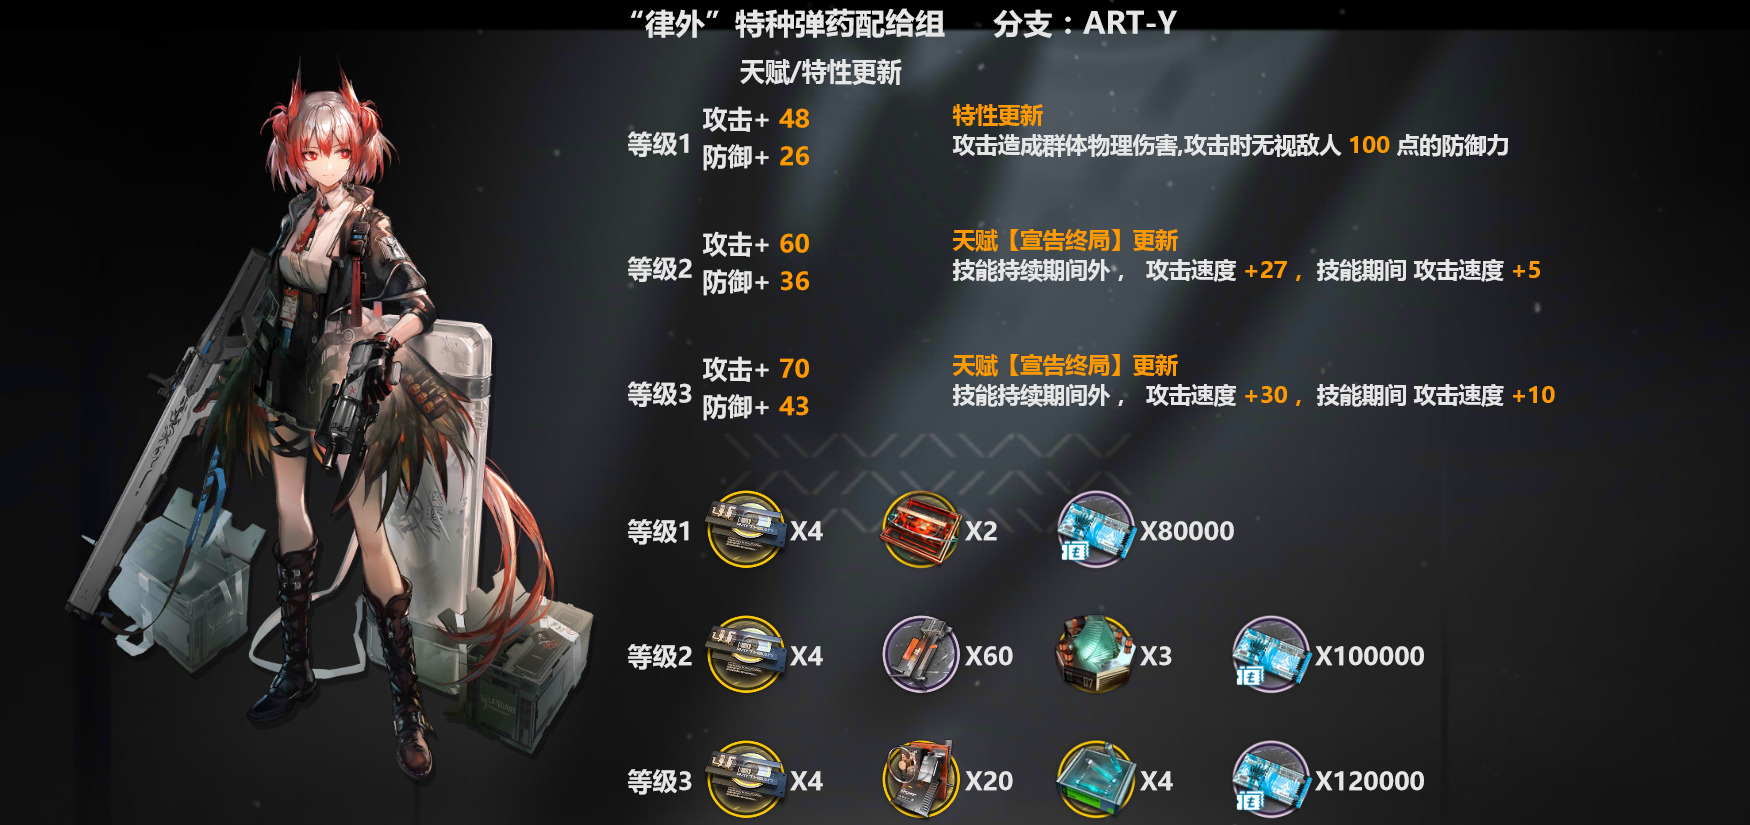 “律外”特种弹药配给组 分支：ART-Y
天赋/特性更新
等级1
攻击+ 48
防御+ 26
特性更新
攻击造成群体物理伤害,攻击时无视敌人 100 点的防御力
等级2
攻击+ 60
防御+ 36
天赋【宣告终局】更新
技能持续期间外， 攻击速度 +27 ，技能期间 攻击速度 +5
等级3
攻击+ 70
防御+ 43
天赋【宣告终局】更新
技能持续期间外， 攻击速度 +30 ，技能期间 攻击速度 +10
等级1 X4 X2 X80000
等级2 X4 X60 X3 X100000
等级3 X4 X20 X4 X120000